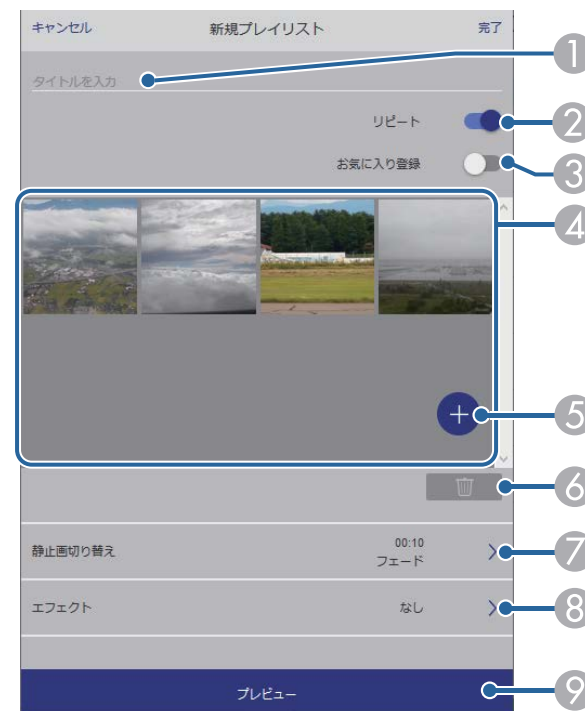 キャンセル 新規プレイリスト 完了
タイトルを入力
1
リピート
2
お気に入り登録
3
4
+
5
6
静止画切り替え 00:10
フェード
7
エフェクト なし
8
プレビュー
9